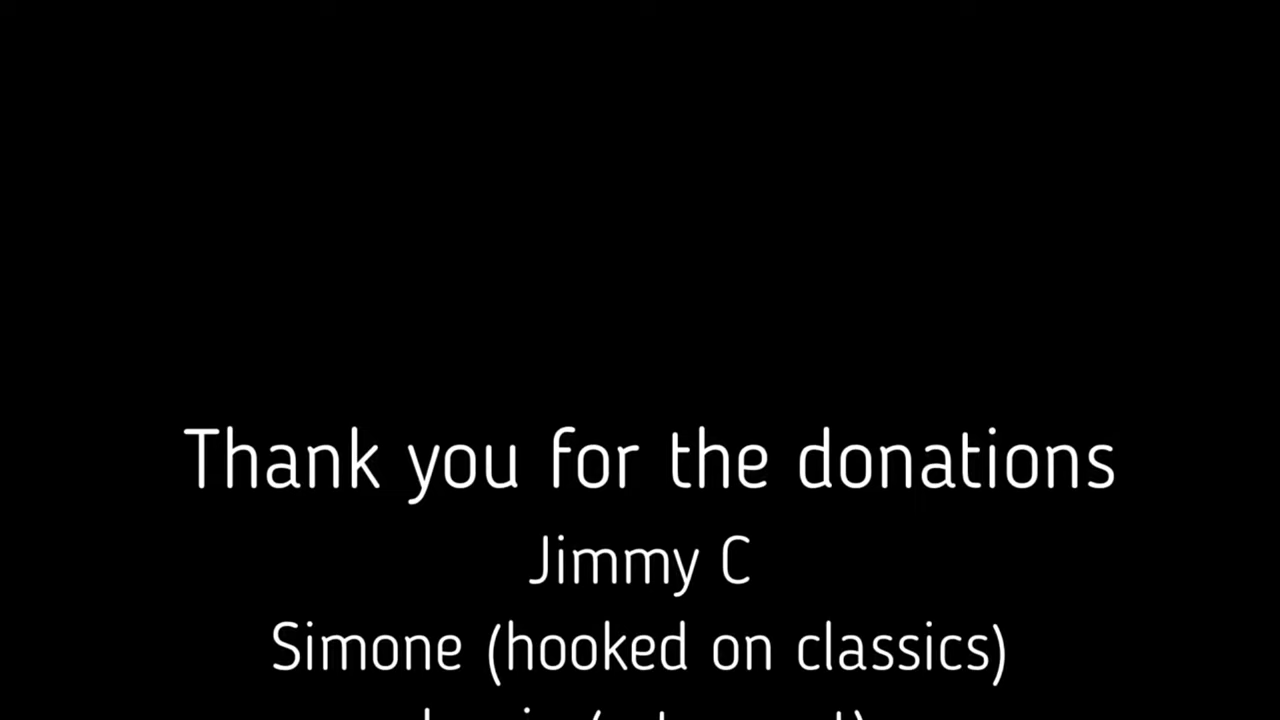 Thank you for the donations
Jimmy C
Simone (hooked on classics)